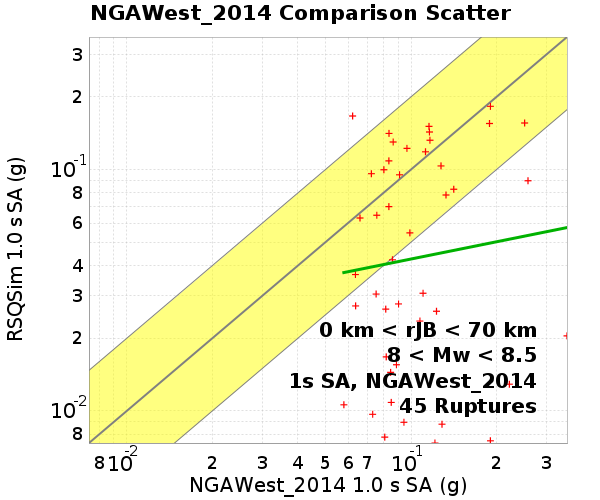 NGAWest_2014 Comparison Scatter
RSQSim 1.0 s SA (g)
3
2
10-1
8
6
4
3
2
10-2
8
0 km < rJB < 70 km
8 < Mw < 8.5
1s SA, NGAWest_2014
45 Ruptures
8 10-2 2 3 4 5 6 7 10-1 2 3
NGAWest_2014 1.0 s SA (g)